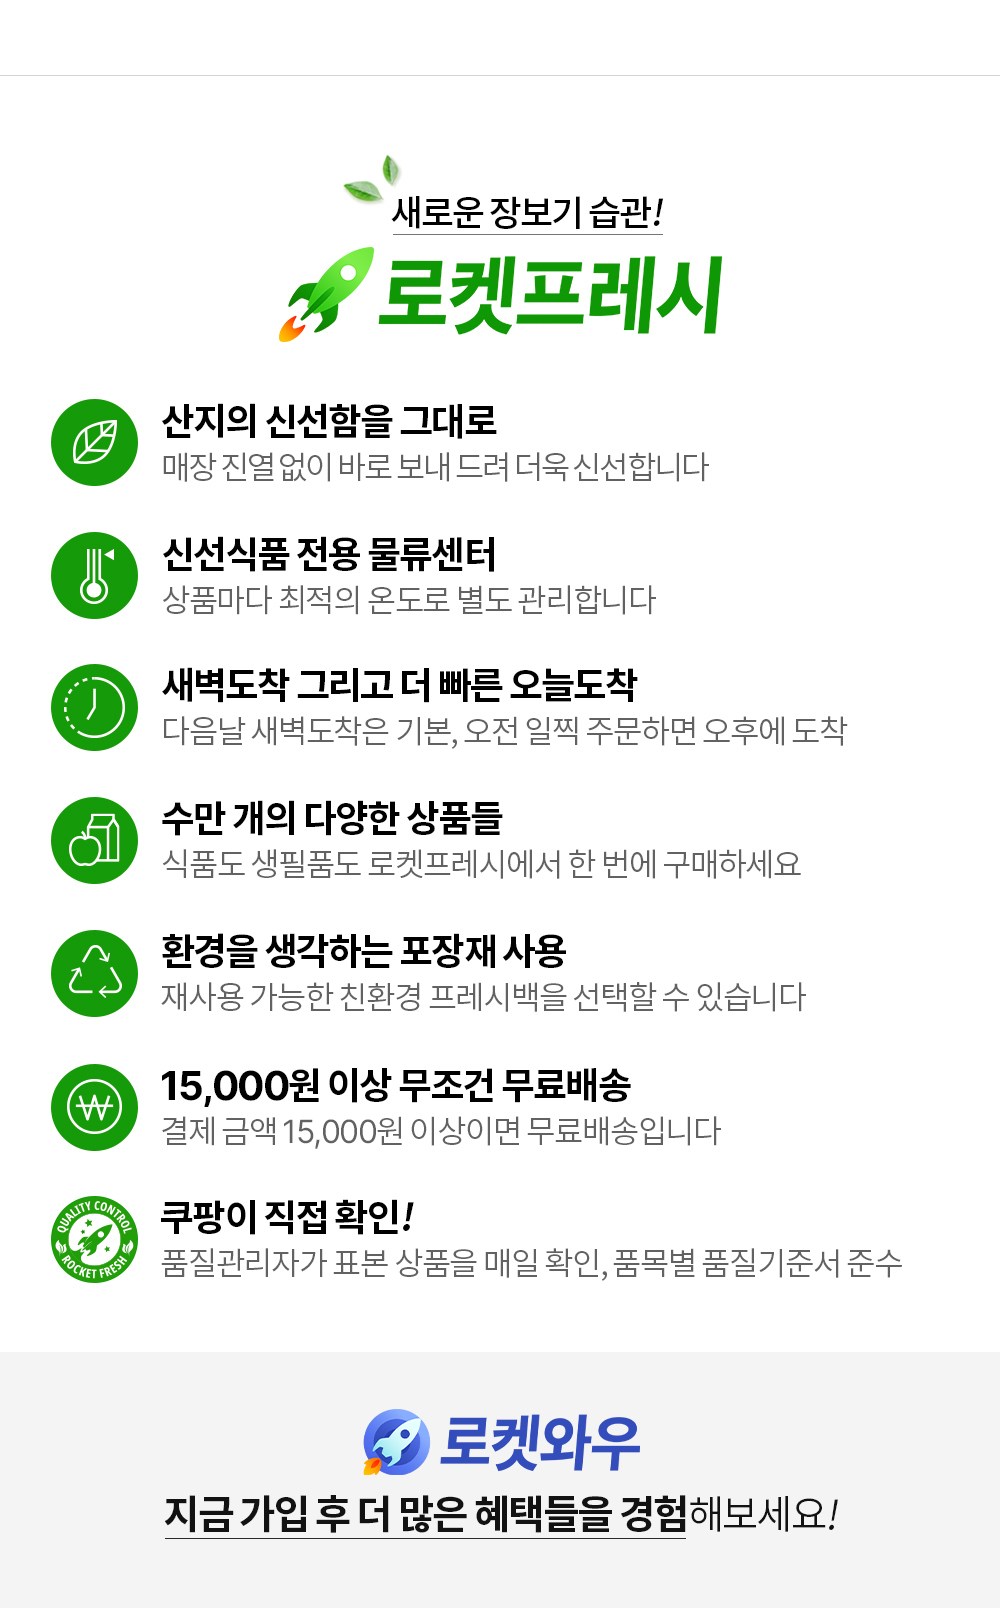 새로운 장보기 습관!
로켓프레시
산지의 신선함을 그대로
매장 진열 없이 바로 보내 드려 더욱 신선합니다
신선식품 전용 물류센터
상품마다 최적의 온도로 별도 관리합니다
새벽도착 그리고 더 빠른 오늘도착
다음날 새벽도착은 기본, 오전 일찍 주문하면 오후에 도착
수만 개의 다양한 상품들
식품도 생필품도 로켓프레시에서 한 번에 구매하세요
환경을 생각하는 포장재 사용
재사용 가능한 친환경 프레시백을 선택할 수 있습니다
15,000원 이상 무조건 무료배송
결제 금액 15,000원 이상이면 무료배송입니다
QUALITY CONTROL
ROCKET FRESH
쿠팡이 직접 확인!
품질관리자가 표본 상품을 매일 확인, 품목별 품질기준서 준수
로켓와우
지금 가입 후 더 많은 혜택들을 경험해보세요!